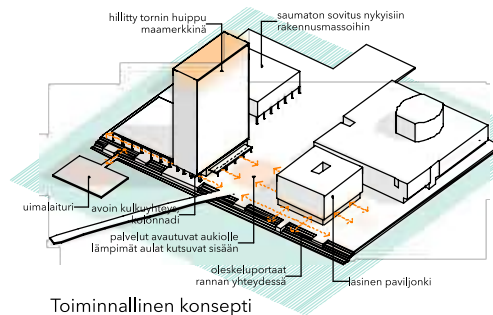 hillitty tornin huippu
maamerkkinä
saumaton sovitus nykyisiin
rakennusmassoihin
uimalaituri
avoin kulkuyhteys
kolonnadi
palvelut avautuvat aukiolle
lämpimät aulat kutsuvat sisään
oleskeluportaat
rannan yhteydessä
lasinen paviljonki
Toiminnallinen konsepti